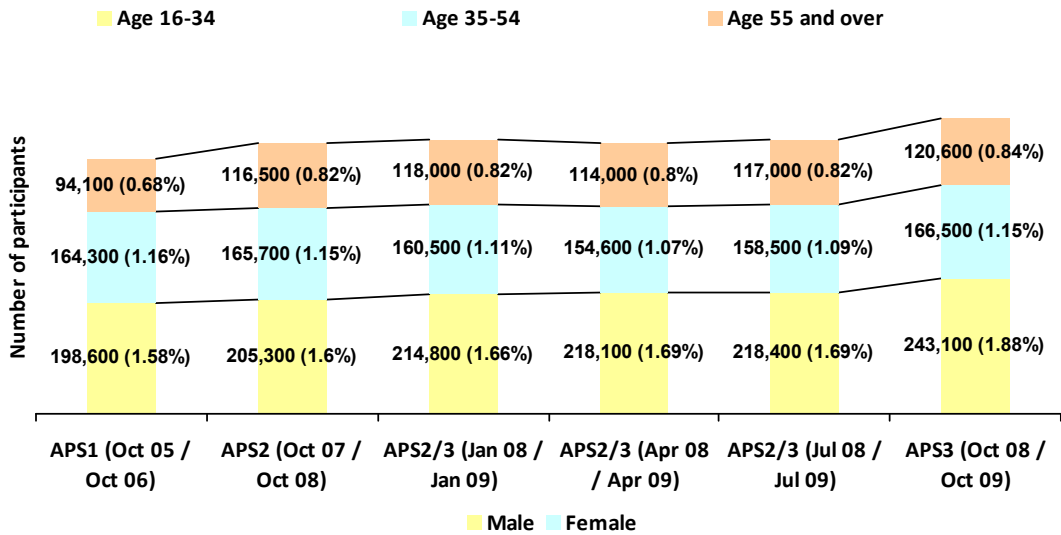 Age 16-34 Age 35-54 Age 55 and over
Number of participants
94,100 (0.68%) 116,500 (0.82%) 118,000 (0.82%) 114,000 (0.8%) 117,000 (0.82%) 120,600 (0.84%)
164,300 (1.16%) 165,700 (1.15%) 160,500 (1.11%) 154,600 (1.07%) 158,500 (1.09%) 166,500 (1.15%)
198,600 (1.58%) 205,300 (1.6%) 214,800 (1.66%) 218,100 (1.69%) 218,400 (1.69%) 243,100 (1.88%)
APS1 (Oct 05 / APS2 (Oct 07 / APS2/3 (Jan 08 / APS2/3 (Apr 08 APS2/3 (Jul 08 / APS3 (Oct 08 /
Oct 06) Oct 08) Jan 09) / Apr 09) Jul 09) Oct 09)
Male Female